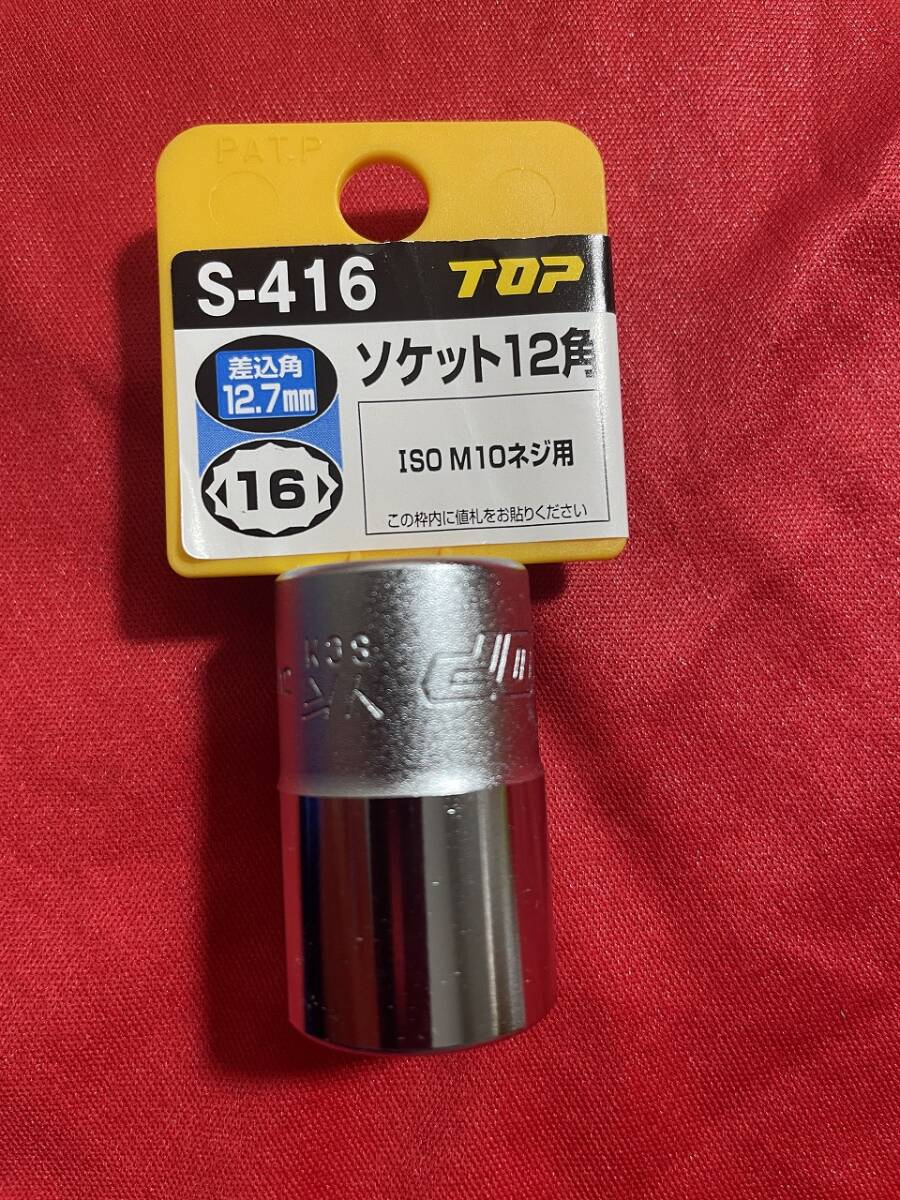 PAT.P
S-416 TOP
ソケット12角
差込角
12.7mm
16
ISO M10ネジ用
この枠内に値札をお貼りください